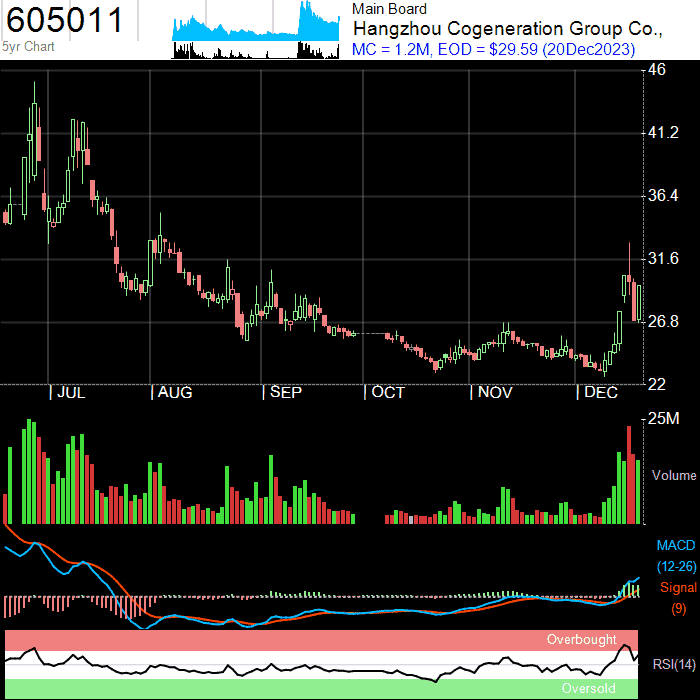 605011
5yr Chart
Main Board
Hangzhou Cogeneration Group Co.,
MC = 1.2M, EOD = $29.59 (20Dec2023)
46
41.2
36.4
31.6
26.8
22
| JUL | AUG | SEP | OCT | NOV | DEC
25M
Volume
MACD
(12-26)
Signal
(9)
Overbought
RSI(14)
Oversold